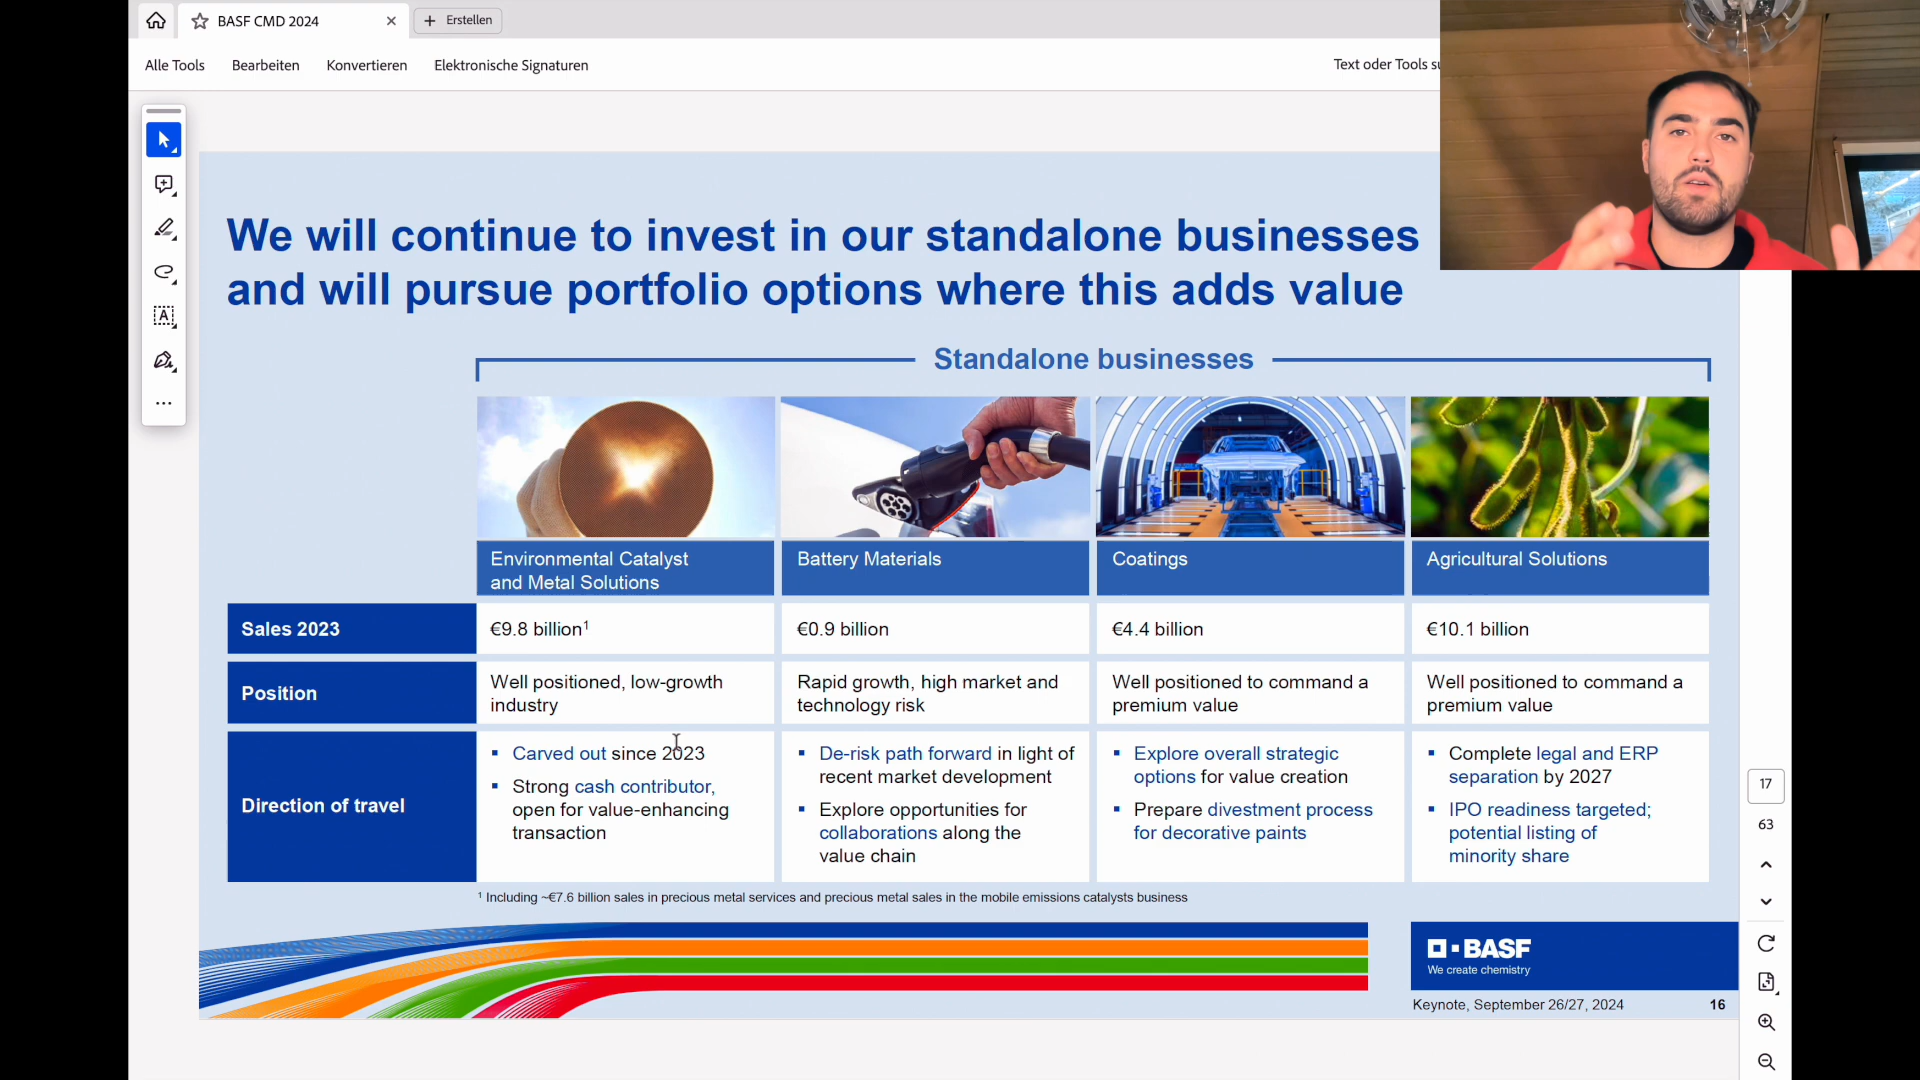 BASF CMD 2024
Erstellen
Alle Tools
Bearbeiten
Konvertieren
Elektronische Signaturen
Text oder Tools su
We will continue to invest in our standalone businesses
and will pursue portfolio options where this adds value
Standalone businesses
Environmental Catalyst
and Metal Solutions
Battery Materials
Coatings
Agricultural Solutions
Sales 2023
€9.8 billion¹
€0.9 billion
€4.4 billion
€10.1 billion
Position
Well positioned, low-growth
industry
Rapid growth, high market and
technology risk
Well positioned to command a
premium value
Well positioned to command a
premium value
Direction of travel
▪ Carved out since 2023
▪ Strong cash contributor,
open for value-enhancing
transaction
▪ De-risk path forward in light of
recent market development
▪ Explore opportunities for
collaborations along the
value chain
▪ Explore overall strategic
options for value creation
▪ Prepare divestment process
for decorative paints
▪ Complete legal and ERP
separation by 2027
▪ IPO readiness targeted;
potential listing of
minority share
¹ Including ~€7.6 billion sales in precious metal services and precious metal sales in the mobile emissions catalysts business
BASF
We create chemistry
Keynote, September 26/27, 2024
16
17
63